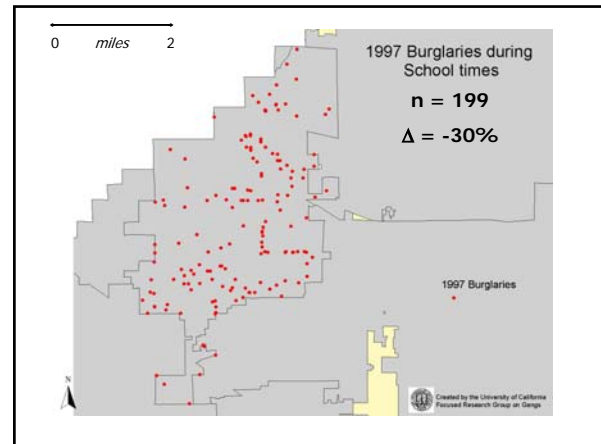 0 miles 2
1997 Burglaries during
School times
n = 199
Δ = -30%
1997 Burglaries
N
Created by the University of California
Focused Research Group on Gangs